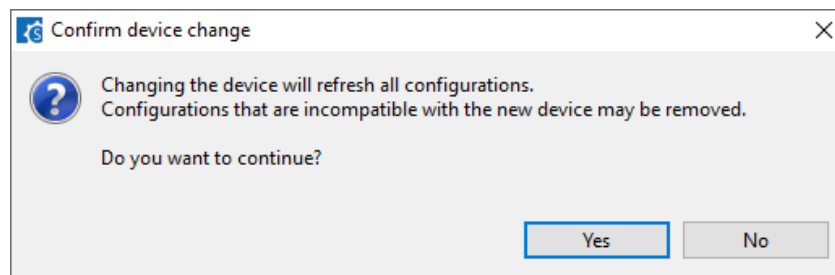 Confirm device change
Changing the device will refresh all configurations.
Configurations that are incompatible with the new device may be removed.
Do you want to continue?
Yes
No